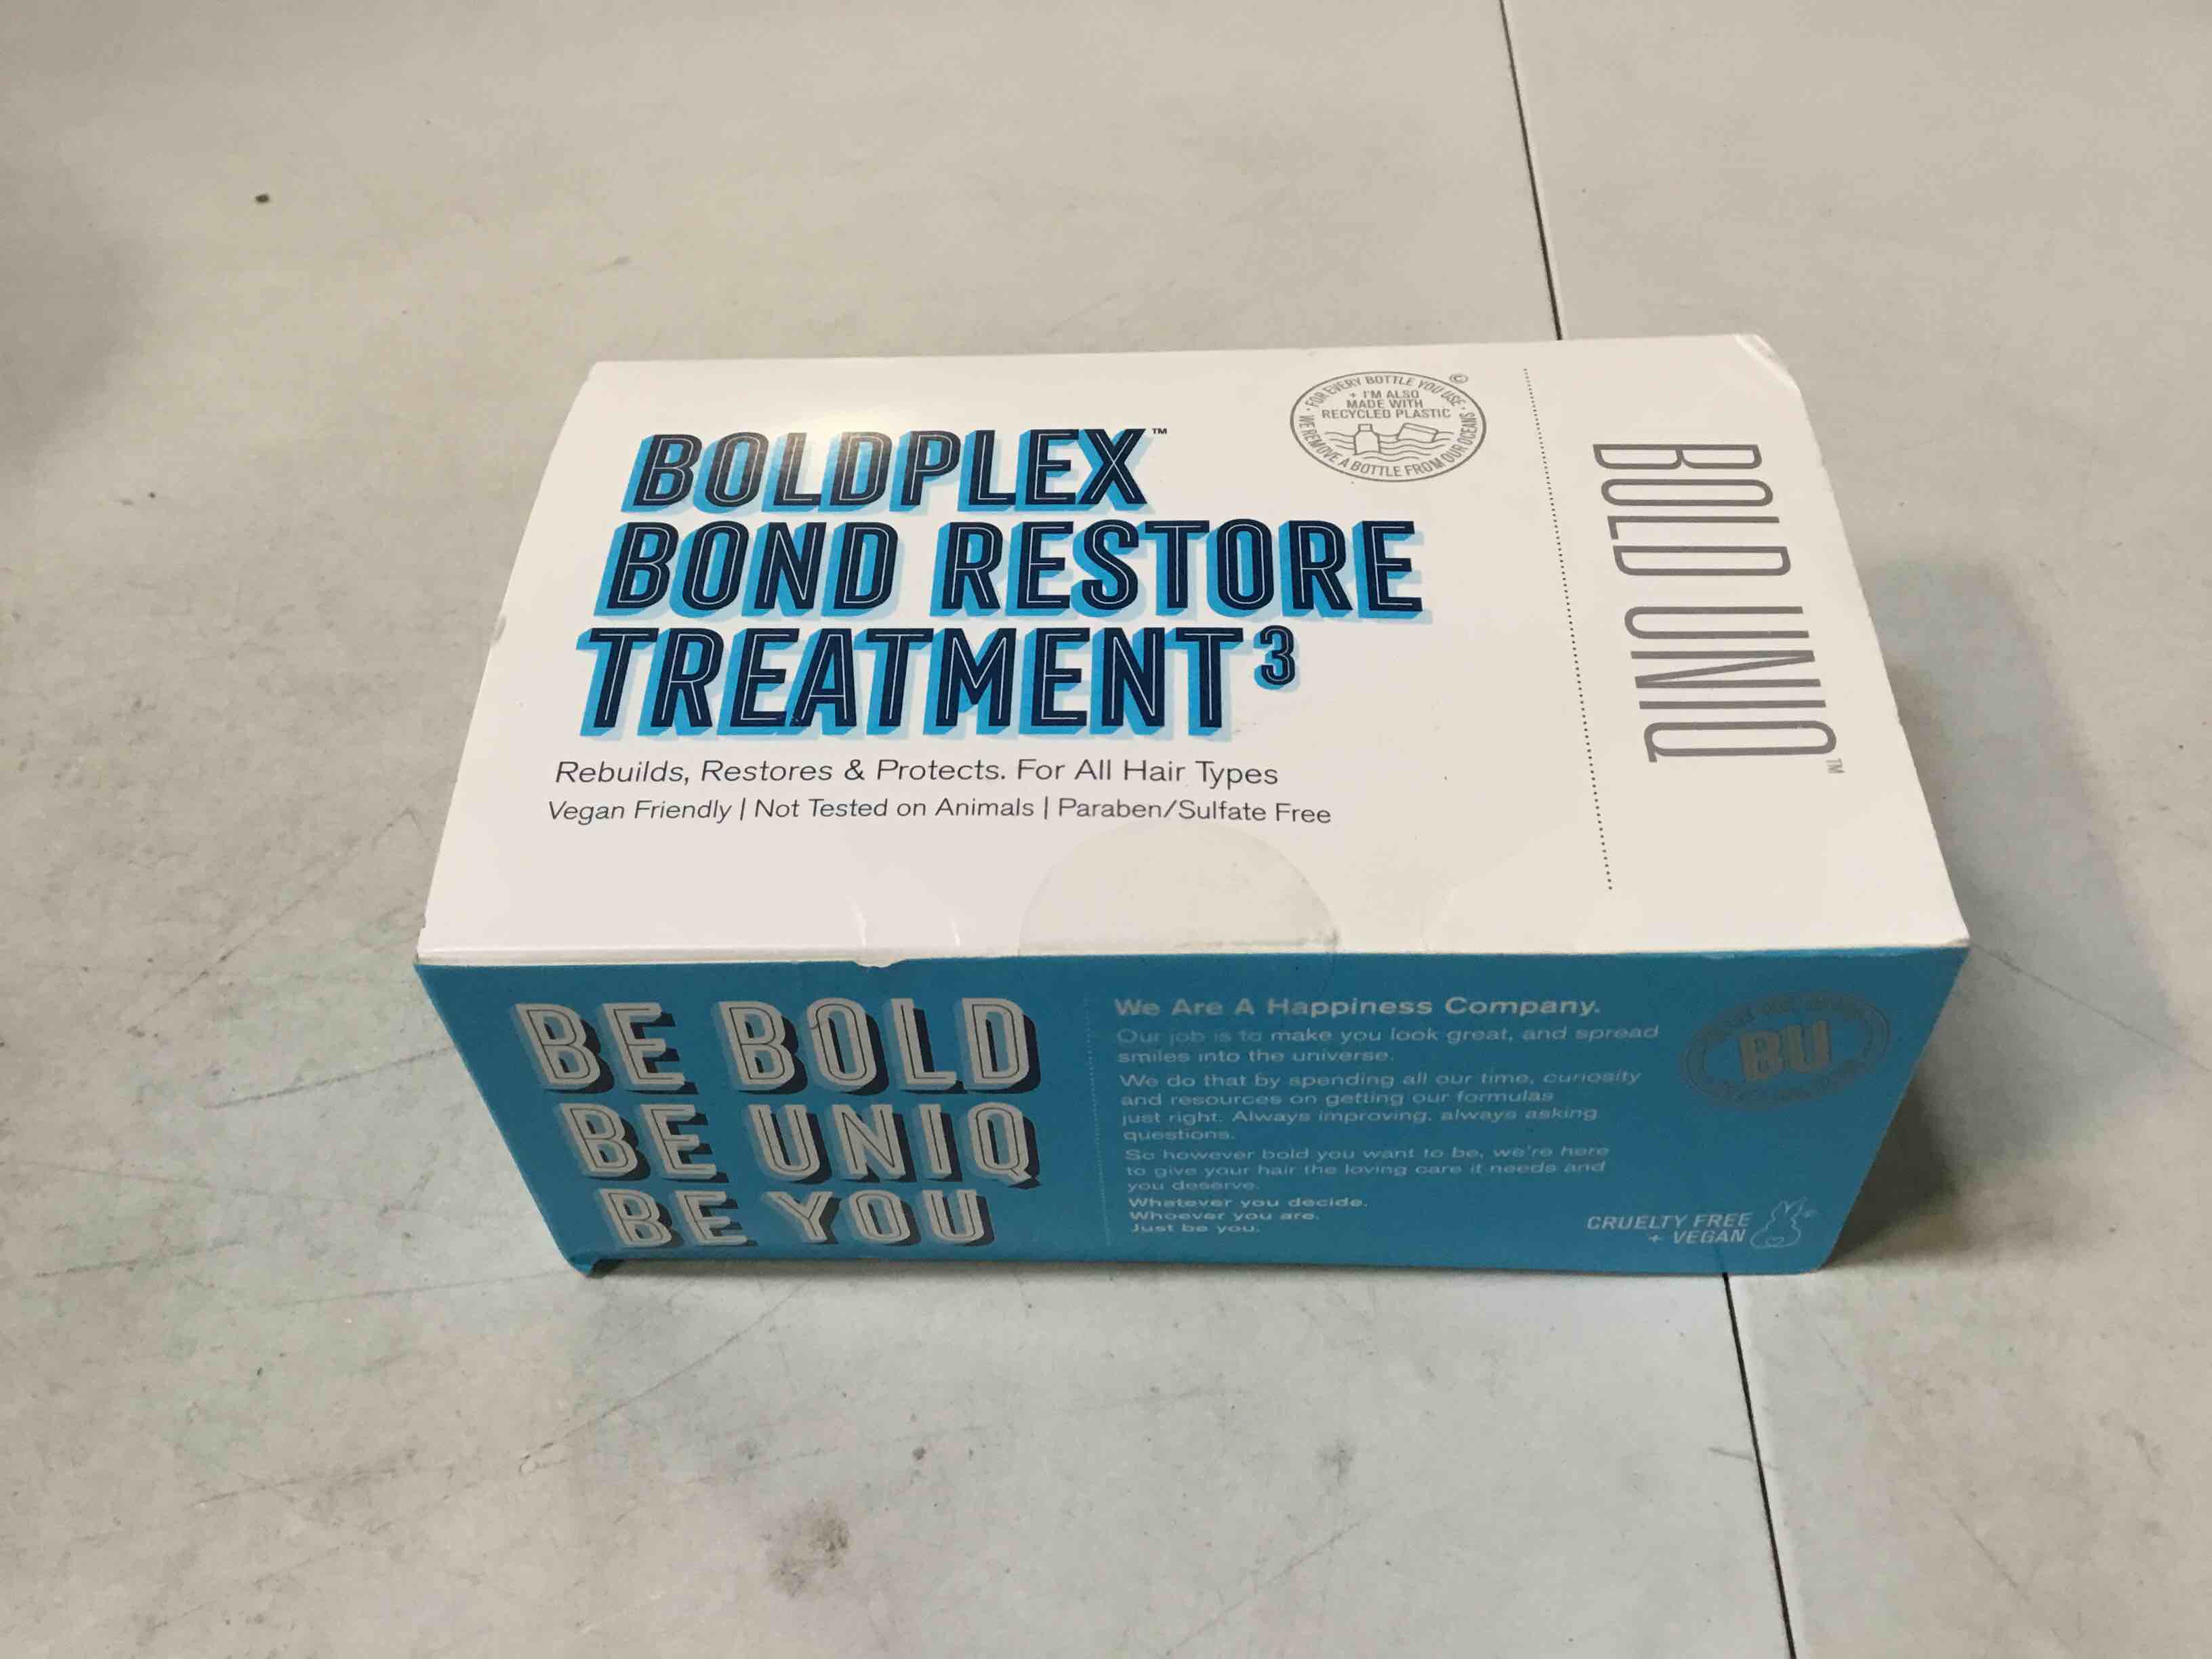 BOLDPLEX™
BOND RESTORE
TREATMENT³
Rebuilds, Restores & Protects. For All Hair Types
Vegan Friendly | Not Tested on Animals | Paraben/Sulfate Free
· FOR EVERY BOTTLE YOU USE · WE REMOVE A BOTTLE FROM OUR OCEANS
©
+ I'M ALSO
MADE WITH
RECYCLED PLASTIC
BOLD UNIQ™
BE BOLD
BE UNIQ
BE YOU
We Are A Happiness Company.
Our job is to make you look great, and spread
smiles into the universe.
We do that by spending all our time, curiosity
and resources on getting our formulas
just right. Always improving, always asking
questions.
So however bold you want to be, we're here
to give your hair the loving care it needs and
you deserve.
Whatever you decide.
Whoever you are.
Just be you.
BU
CRUELTY FREE
+ VEGAN